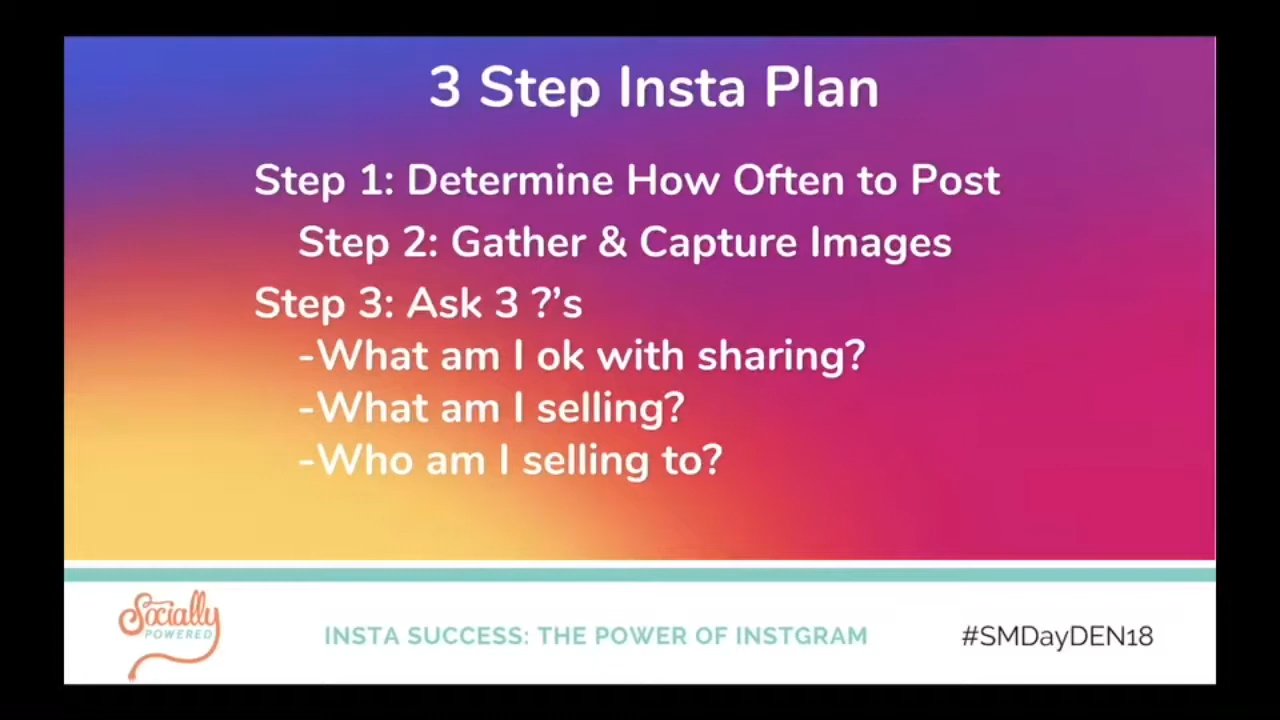 3 Step Insta Plan
Step 1: Determine How Often to Post
Step 2: Gather & Capture Images
Step 3: Ask 3 ?’s
-What am I ok with sharing?
-What am I selling?
-Who am I selling to?
Socially
POWERED
INSTA SUCCESS: THE POWER OF INSTGRAM
#SMDayDEN18